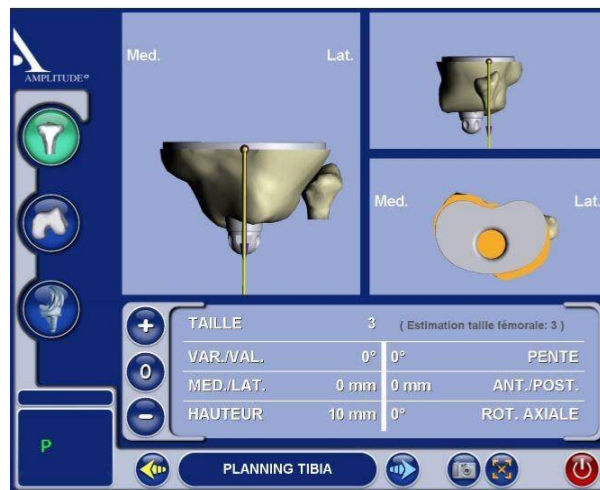 AMPLITUDE®
Med. Lat.
Med. Lat.
+
TAILLE 3 ( Estimation taille fémorale: 3 )
VAR./VAL. 0° 0° PENTE
0
MED./LAT. 0 mm 0 mm ANT./POST.
HAUTEUR 10 mm 0° ROT. AXIALE
-
P
PLANNING TIBIA